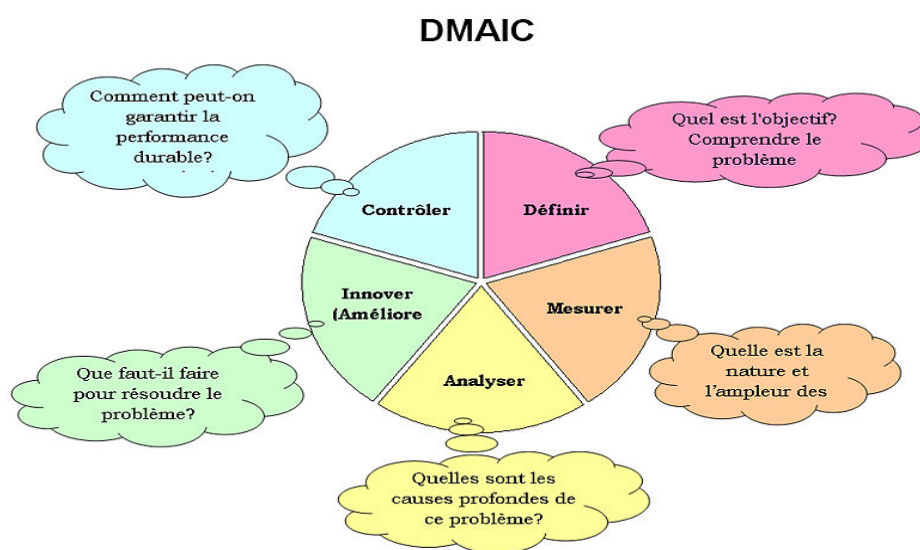 DMAIC
Comment peut-on
garantir la
performance
durable?
Quel est l'objectif?
Comprendre le
problème
Contrôler
Définir
Innover
(Améliore
Mesurer
Analyser
Que faut-il faire
pour résoudre le
problème?
Quelle est la
nature et
l’ampleur des
Quelles sont les
causes profondes de
ce problème?